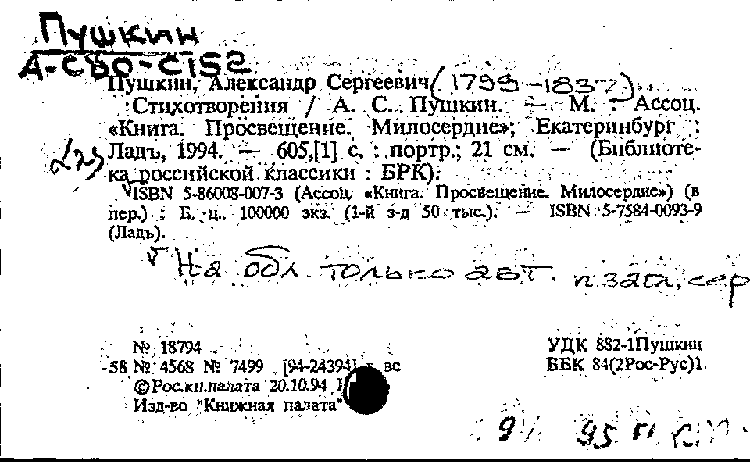 Пушкин
А-СВО-С152
Пушкин, Александр Сергеевич (1799-1837)
Стихотворения / А. С. Пушкин. — М. : Ассоц.
«Книга. Просвещение. Милосердие»; Екатеринбург :
Ладъ, 1994. — 605,[1] с. : портр.; 21 см. — (Библиоте-
ка российской классики : БРК).
ISBN 5-86008-007-3 (Ассоц. «Книга. Просвещение. Милосердие») (в
пер.) : Б. ц., 100000 экз. (1-й з-д 50 тыс.). — ISBN 5-7584-0093-9
(Ладъ).
На обл. только авт. и загл. сер
№ 18794
58 № 4568 № 7499 [94-24394] - вс
©Рос.кн.палата 20.10.94
Изд-во "Книжная палата"
УДК 882-1Пушкин
ББК 84(2Рос-Рус)1
95